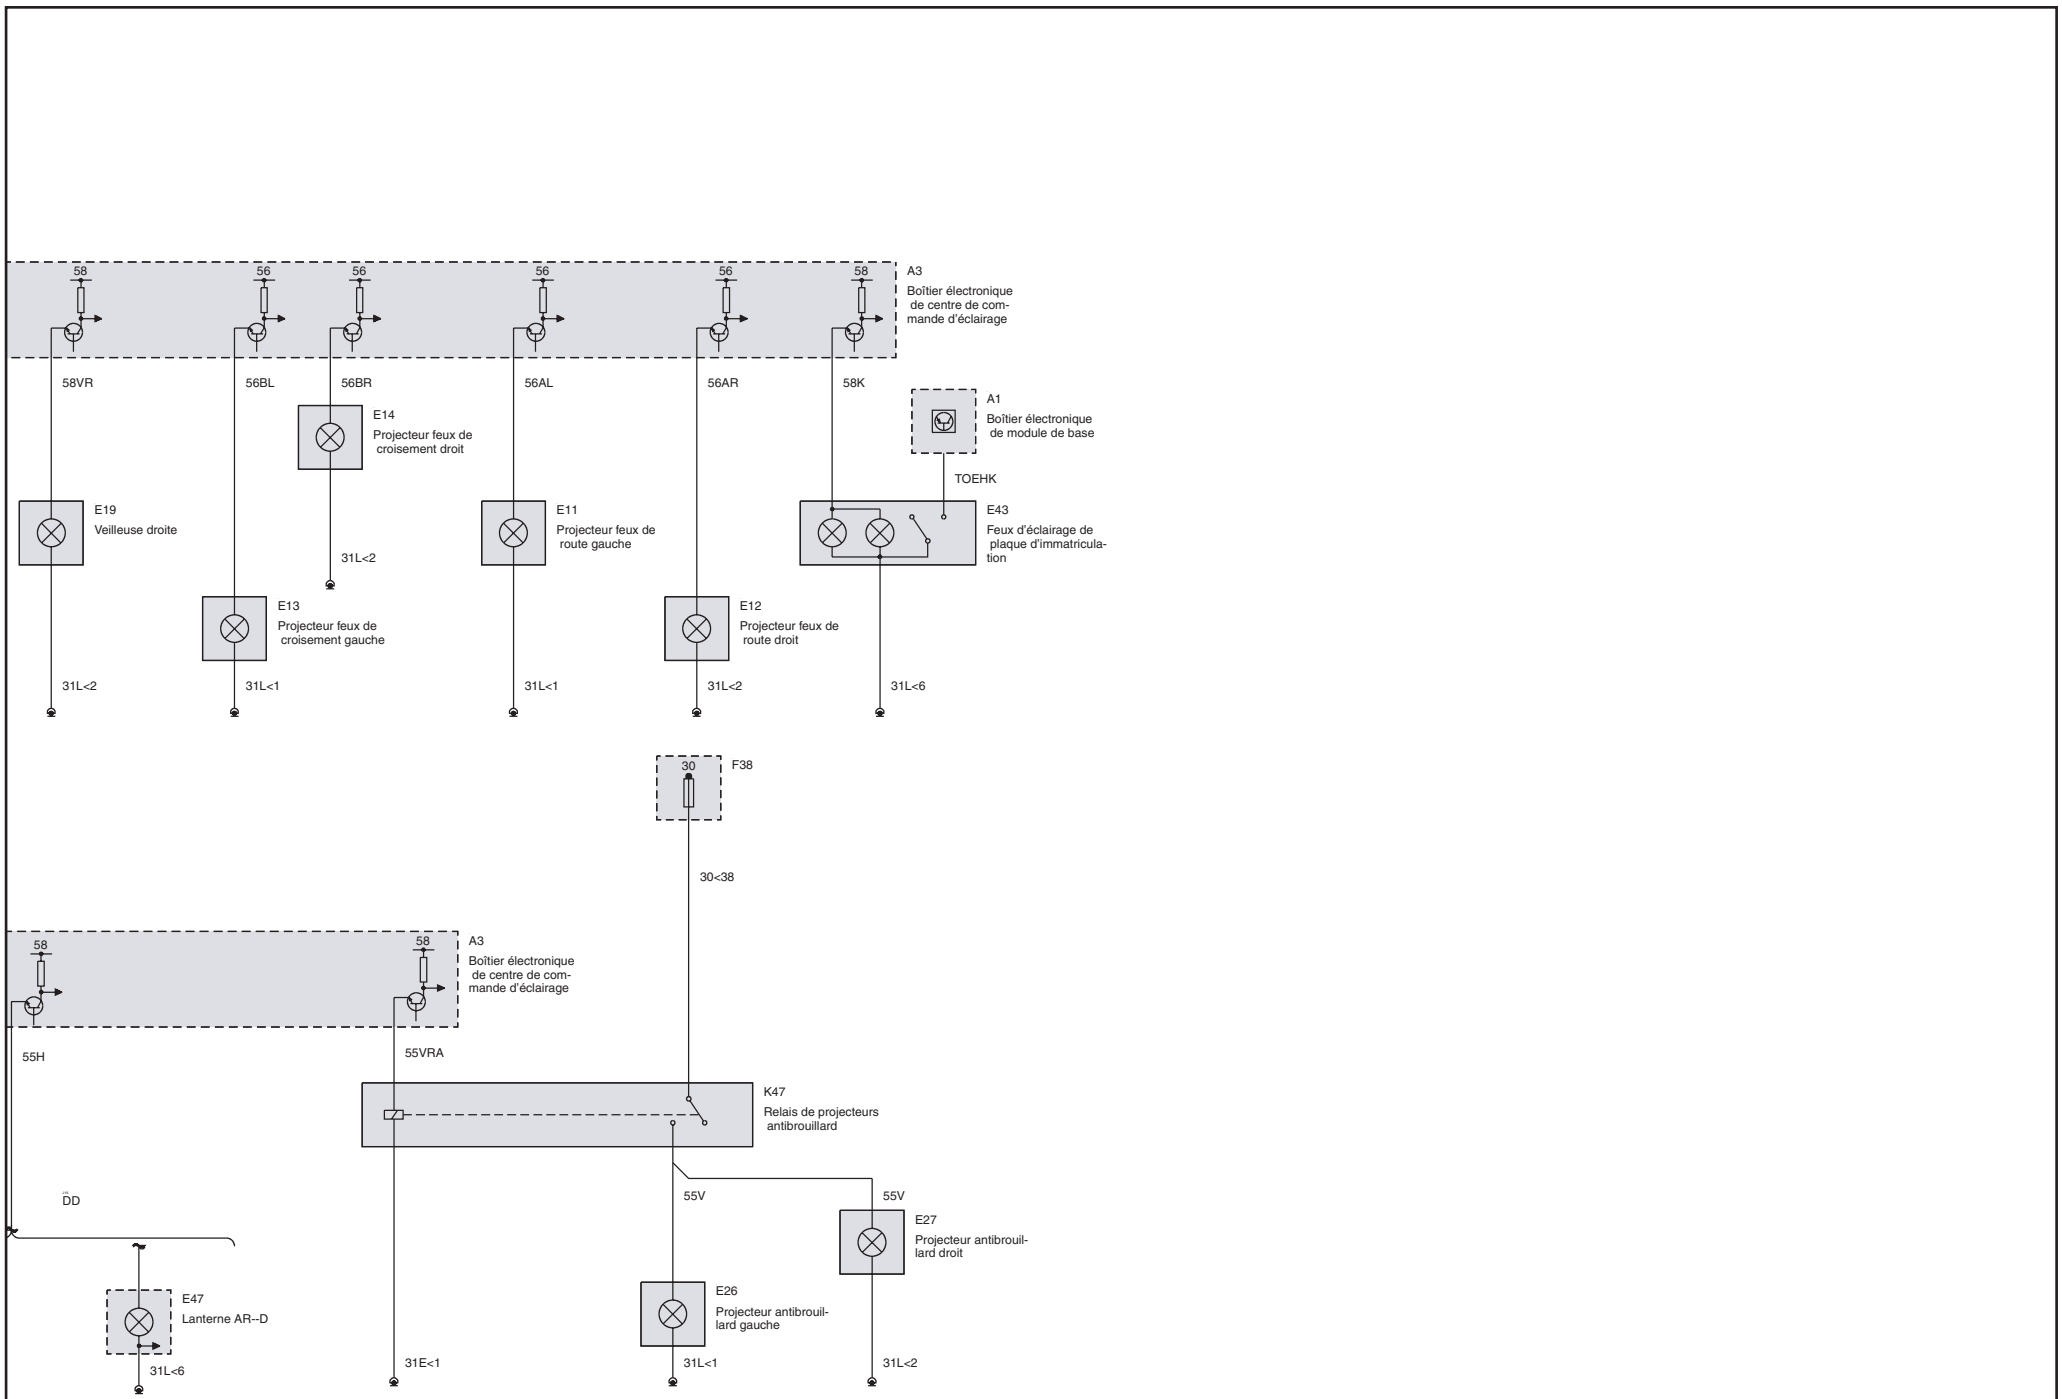 58
56
56
56
56
58
A3
Boîtier électronique
de centre de com-
mande d'éclairage
58VR
56BL
56BR
56AL
56AR
58K
A1
Boîtier électronique
de module de base
E14
Projecteur feux de
croisement droit
TOEHK
E19
Veilleuse droite
E11
Projecteur feux de
route gauche
E43
Feux d'éclairage de
plaque d'immatricula-
tion
31L<2
E13
Projecteur feux de
croisement gauche
E12
Projecteur feux de
route droit
31L<2
31L<1
31L<1
31L<2
31L<6
30
F38
30<38
58
58
A3
Boîtier électronique
de centre de com-
mande d'éclairage
55H
55VRA
K47
Relais de projecteurs
antibrouillard
DD
55V
55V
E27
Projecteur antibrouil-
lard droit
E47
Lanterne AR--D
E26
Projecteur antibrouil-
lard gauche
31L<6
31E<1
31L<1
31L<2